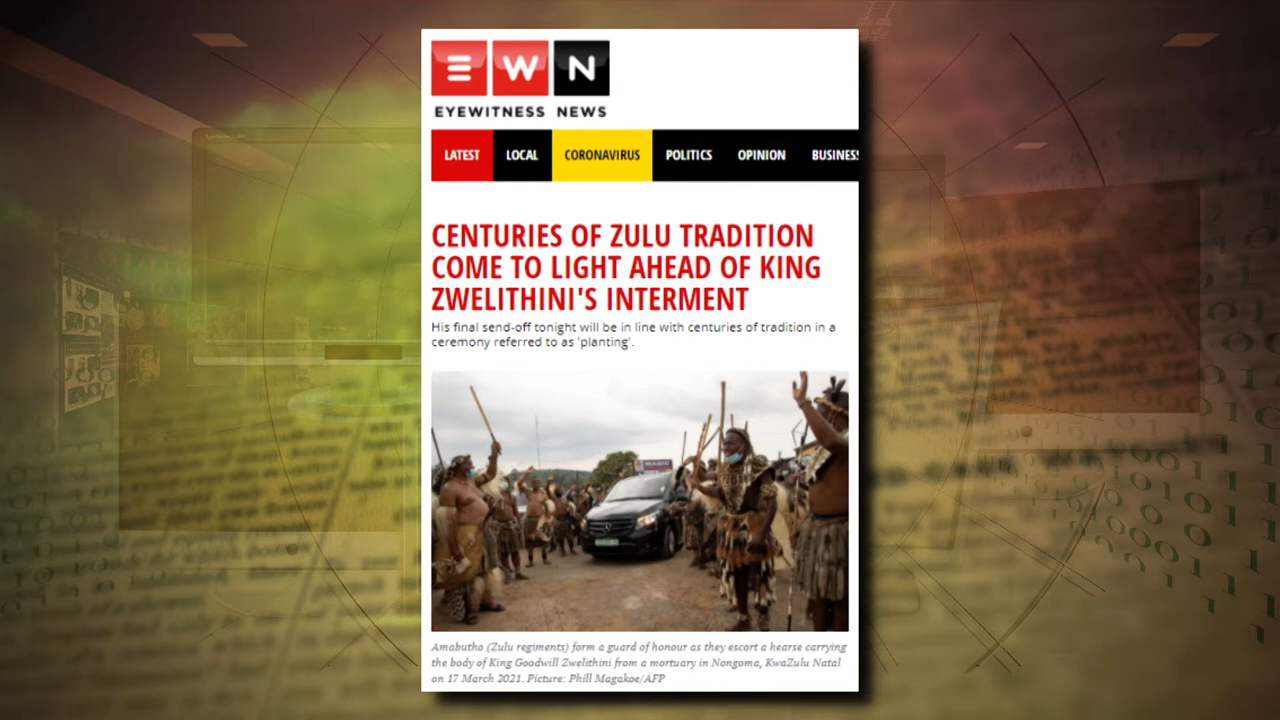 E W N
EYEWITNESS NEWS
LATEST LOCAL CORONAVIRUS POLITICS OPINION BUSINESS
CENTURIES OF ZULU TRADITION
COME TO LIGHT AHEAD OF KING
ZWELITHINI'S INTERMENT
His final send-off tonight will be in line with centuries of tradition in a
ceremony referred to as 'planting'.
MAGIC
Amabutho (Zulu regiments) form a guard of honour as they escort a hearse carrying
the body of King Goodwill Zwelithini from a mortuary in Nongoma, KwaZulu Natal
on 17 March 2021. Picture: Phill Magakoe/AFP